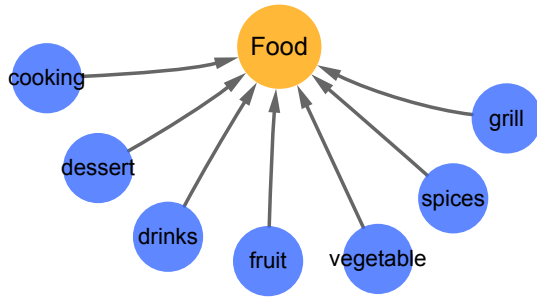 Food
cooking
dessert
drinks
fruit
vegetable
spices
grill